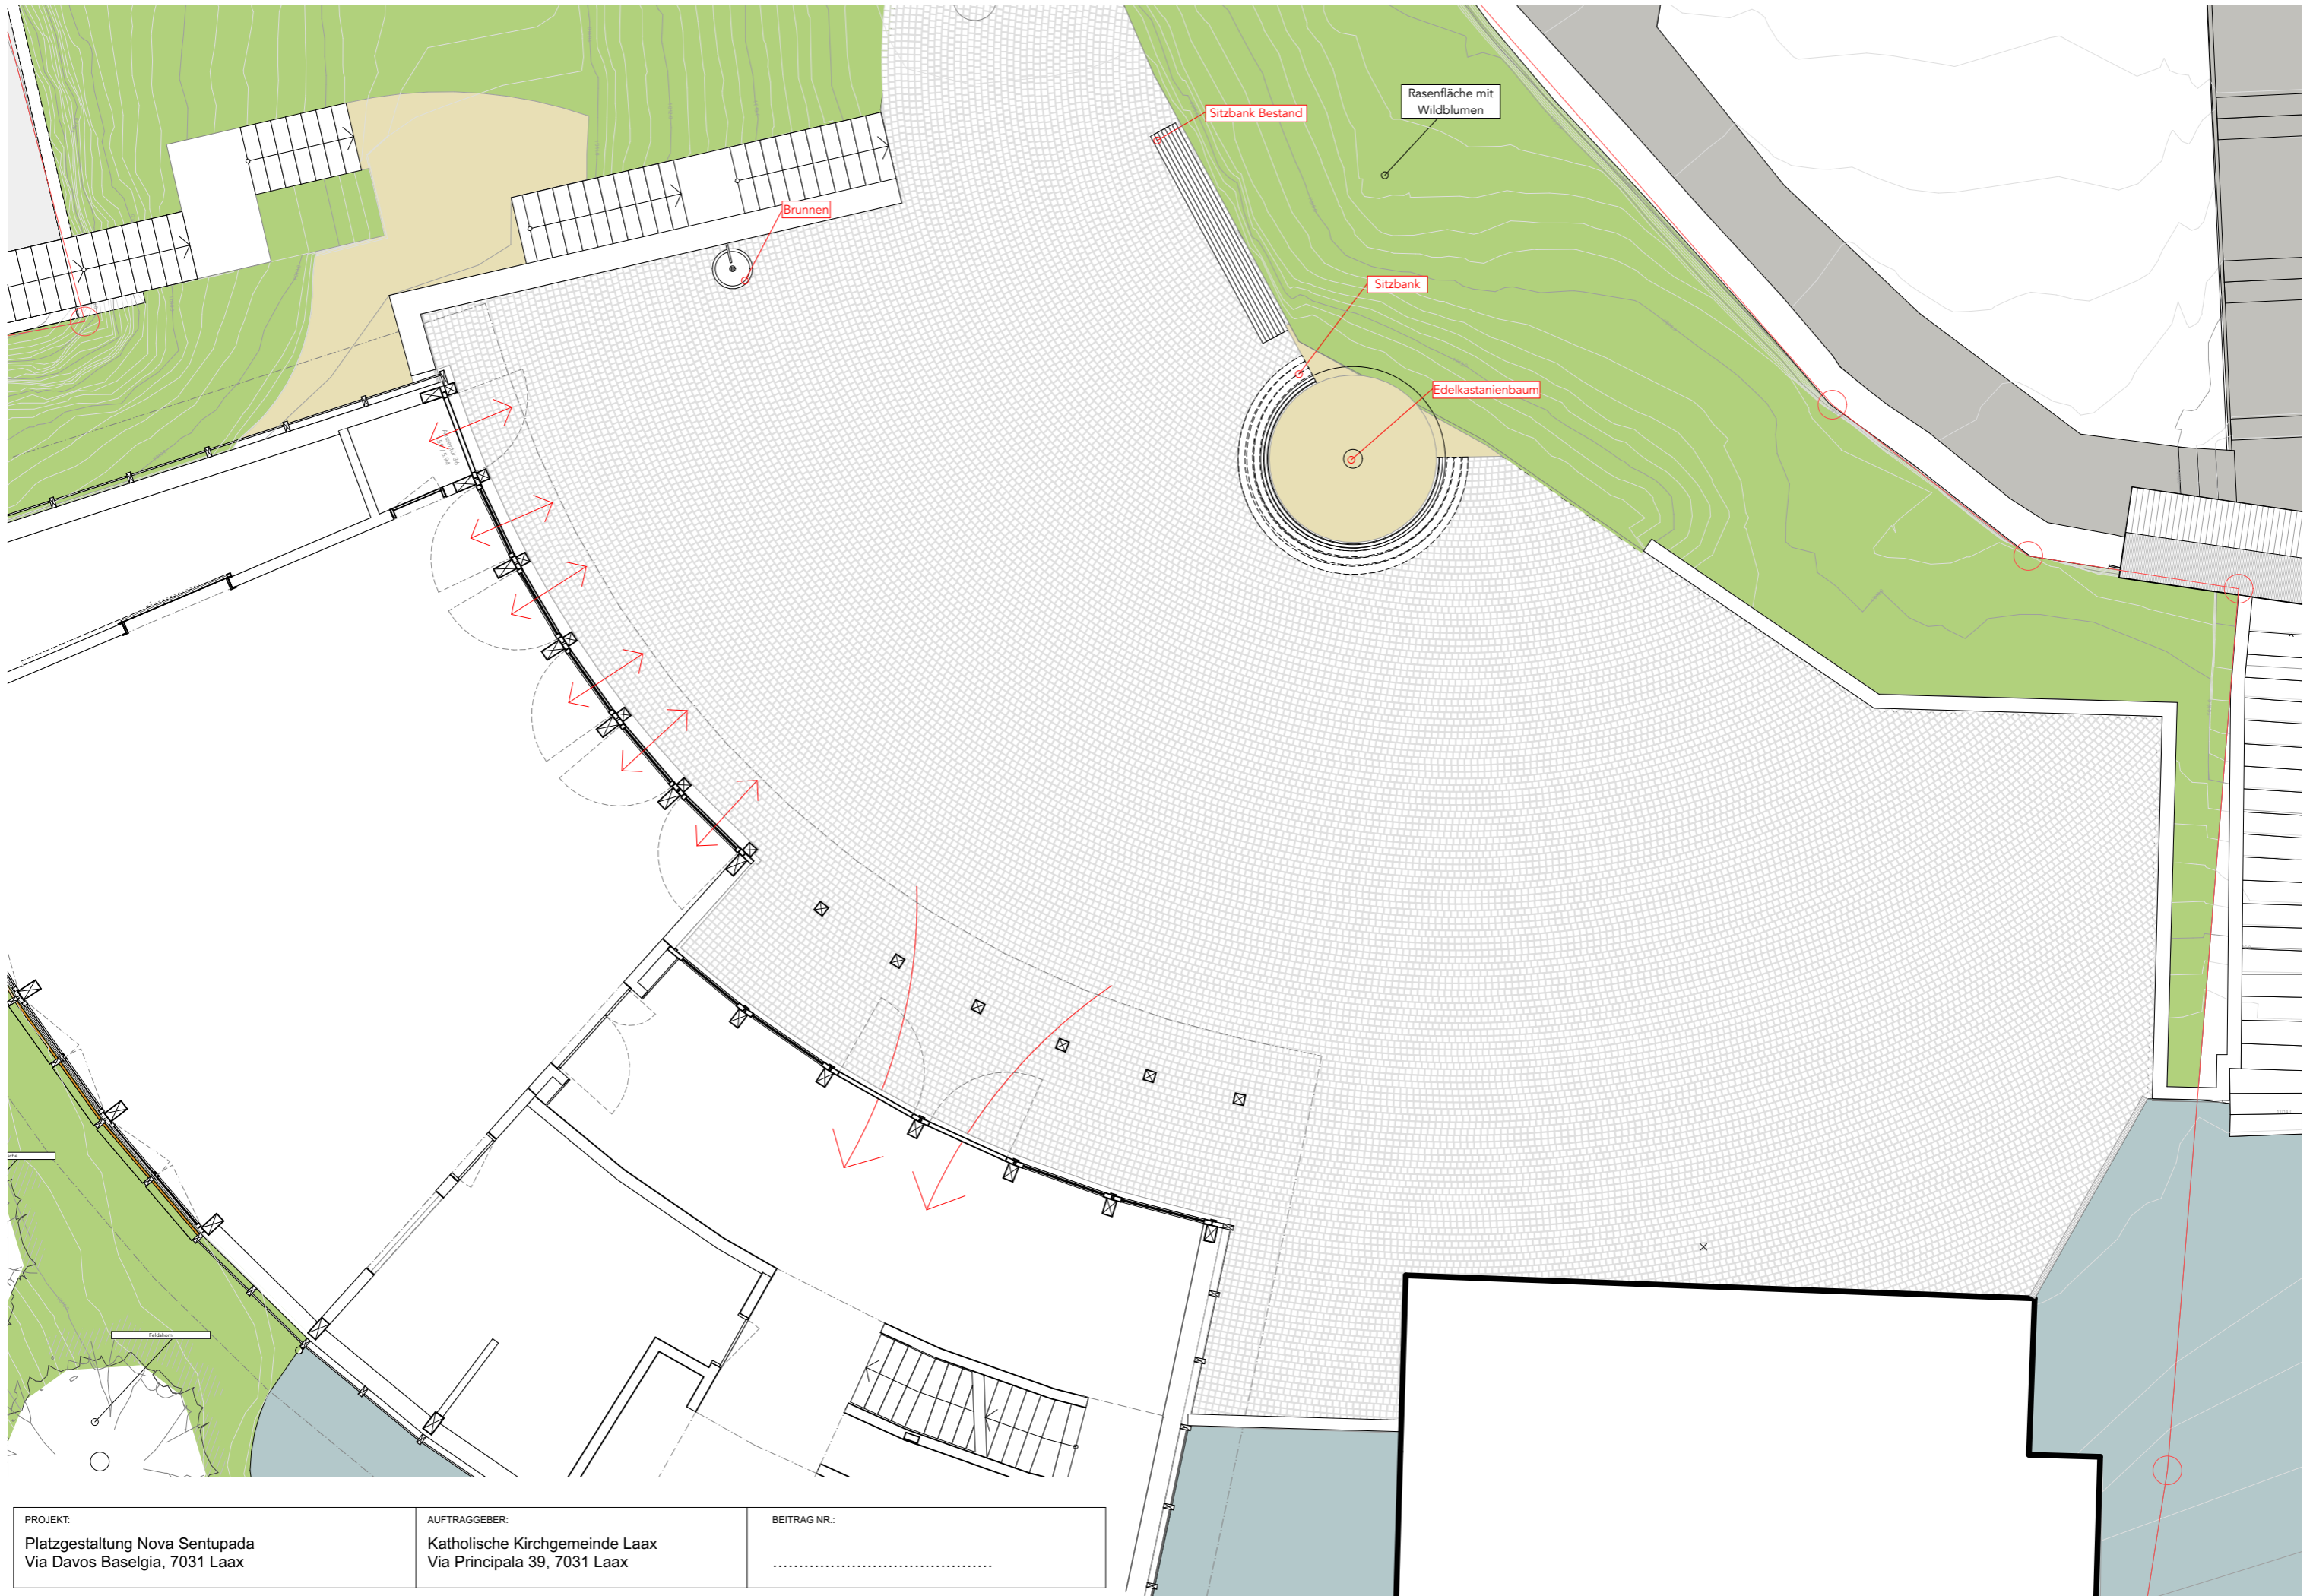 Rasenfläche mit
Wildblumen
Sitzbank Bestand
Brunnen
Sitzbank
Edelkastanienbaum
Feldahorn
PROJEKT:
Platzgestaltung Nova Sentupada
Via Davos Baselgia, 7031 Laax
AUFTRAGGEBER:
Katholische Kirchgemeinde Laax
Via Principala 39, 7031 Laax
BEITRAG NR.:
..........................................